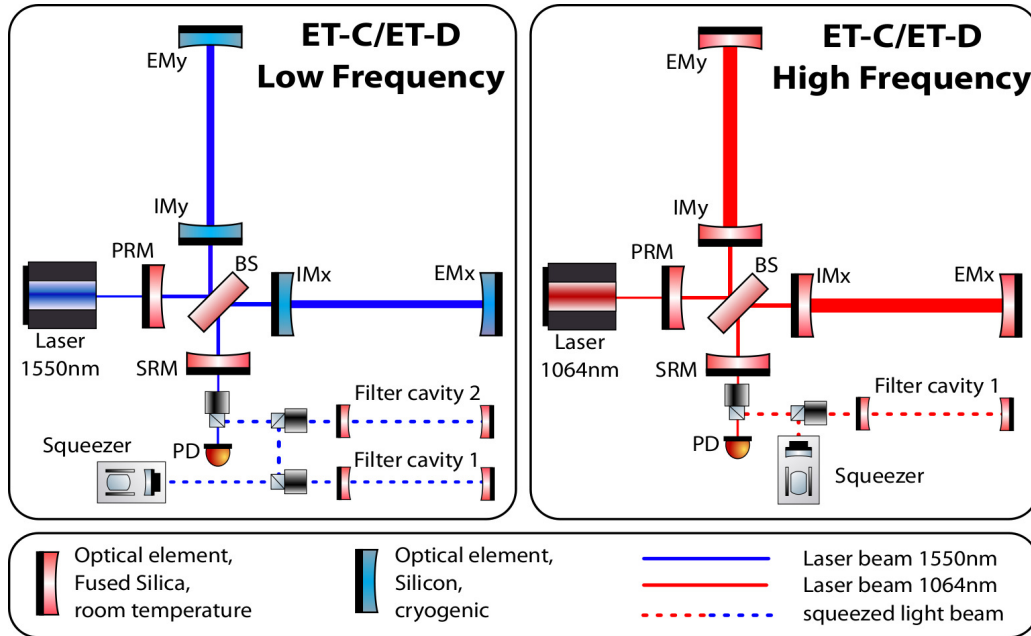 ET-C/ET-D
Low Frequency
EMy
IMy
PRM
BS
IMx
EMx
Laser
1550nm
SRM
Filter cavity 2
Squeezer
PD
Filter cavity 1
ET-C/ET-D
High Frequency
EMy
IMy
PRM
BS
IMx
EMx
Laser
1064nm
SRM
Filter cavity 1
PD
Squeezer
Optical element,
Fused Silica,
room temperature
Optical element,
Silicon,
cryogenic
Laser beam 1550nm
Laser beam 1064nm
squeezed light beam